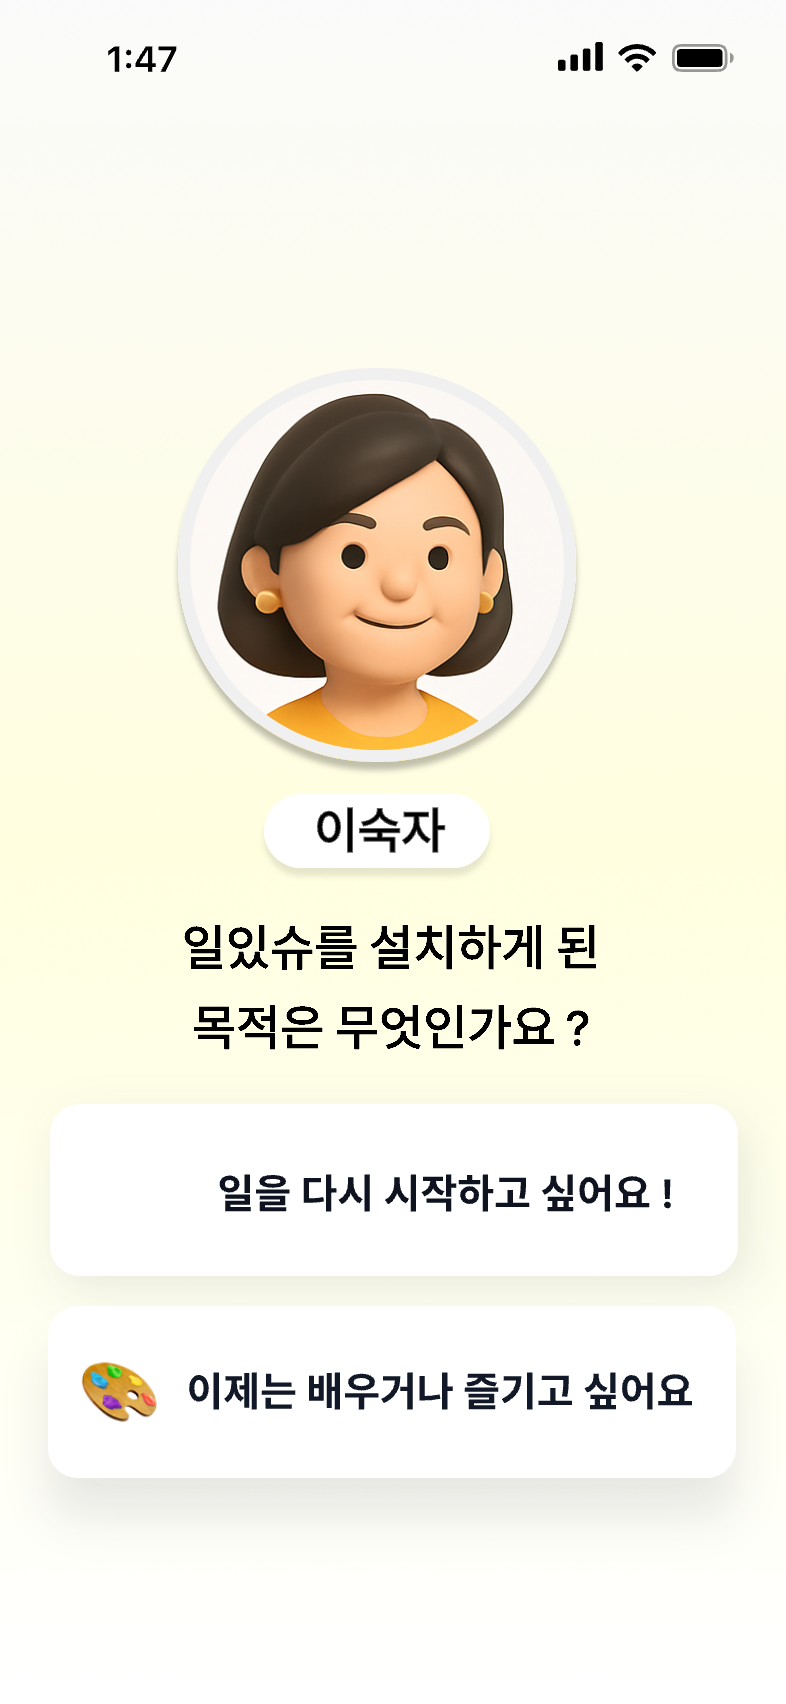 1:47
이숙자
일있슈를 설치하게 된
목적은 무엇인가요 ?
일을 다시 시작하고 싶어요 !
이제는 배우거나 즐기고 싶어요